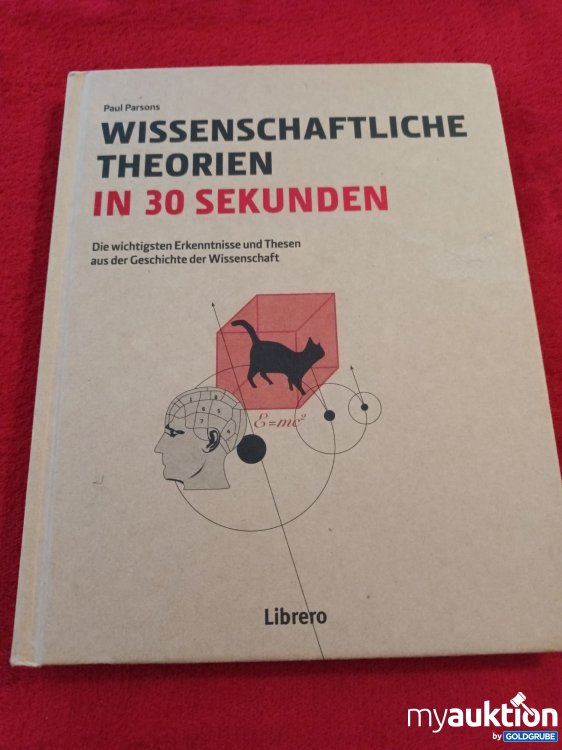 Paul Parsons
WISSENSCHAFTLICHE
THEORIEN
IN 30 SEKUNDEN
Die wichtigsten Erkenntnisse und Thesen
aus der Geschichte der Wissenschaft
E=mc²
Librero
myauktion
by GOLDGRUBE